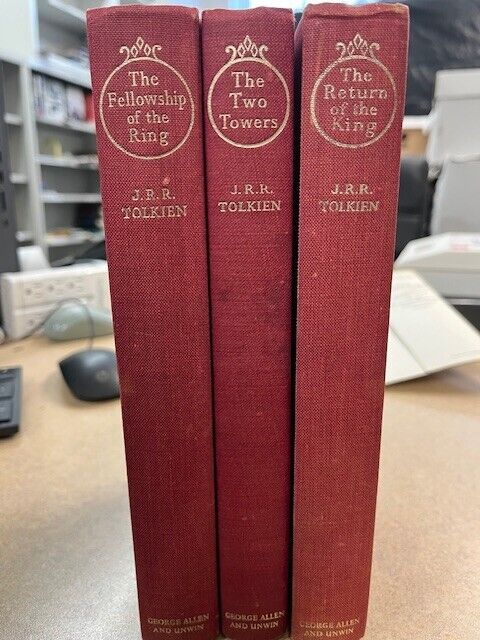 The
Fellowship
of the
Ring
J.R.R.
TOLKIEN
GEORGE ALLEN
AND UNWIN
The
Two
Towers
J.R.R.
TOLKIEN
GEORGE ALLEN
AND UNWIN
The
Return
of the
King
J.R.R.
TOLKIEN
GEORGE ALLEN
AND UNWIN